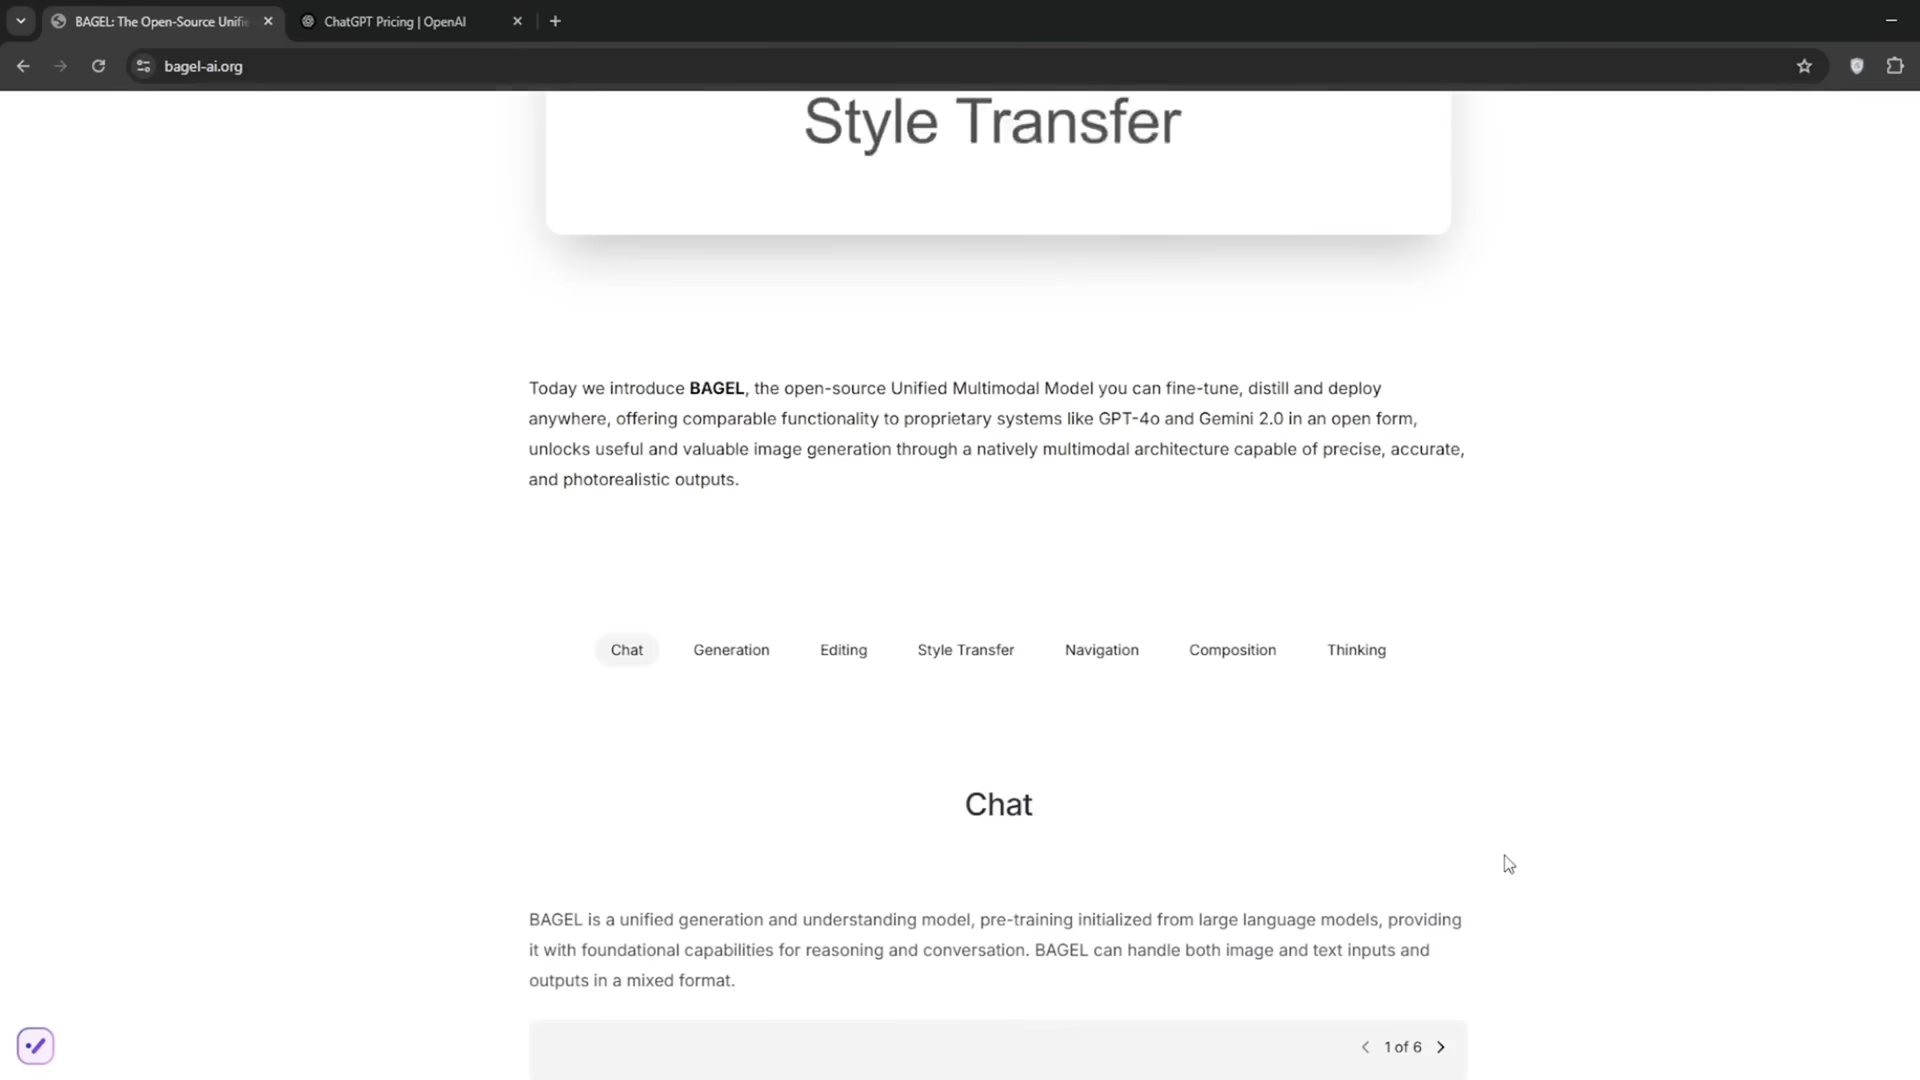 BAGEL: The Open-Source Unifi
ChatGPT Pricing | OpenAI
bagel-ai.org
Style Transfer
Today we introduce BAGEL, the open-source Unified Multimodal Model you can fine-tune, distill and deploy
anywhere, offering comparable functionality to proprietary systems like GPT-4o and Gemini 2.0 in an open form,
unlocks useful and valuable image generation through a natively multimodal architecture capable of precise, accurate,
and photorealistic outputs.
Chat Generation Editing Style Transfer Navigation Composition Thinking
Chat
BAGEL is a unified generation and understanding model, pre-training initialized from large language models, providing
it with foundational capabilities for reasoning and conversation. BAGEL can handle both image and text inputs and
outputs in a mixed format.
1 of 6